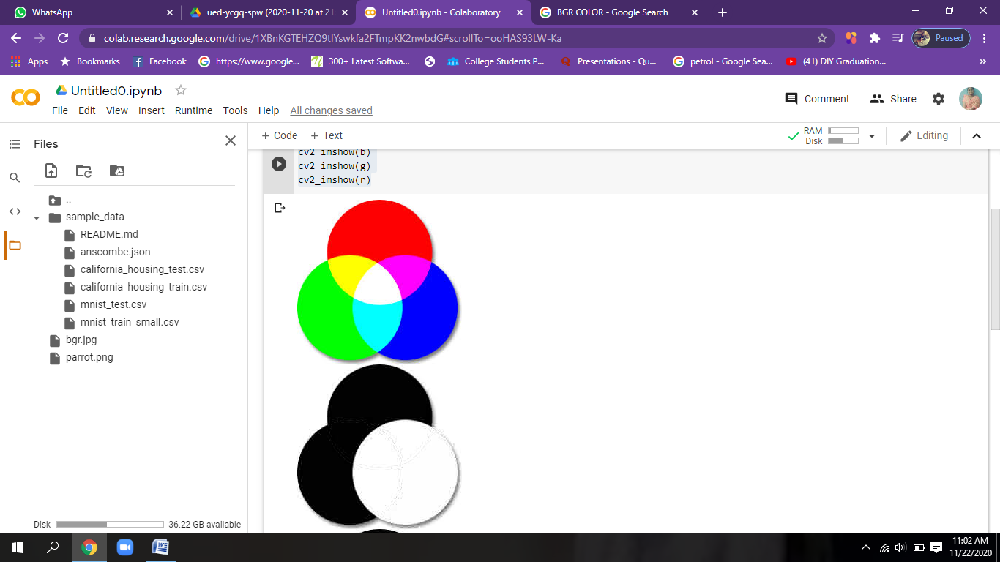 WhatsApp
ued-ycgq-spw (2020-11-20 at 21
Untitled0.ipynb - Colaboratory
BGR COLOR - Google Search
colab.research.google.com/drive/1XBnKGTEHZQ9tIYswkfa2FTmpKK2nwbdG#scrollTo=ooHAS93LW-Ka
Paused
Apps Bookmarks Facebook https://www.google... 300+ Latest Softwa... College Students P... Presentations - Qu... petrol - Google Sea... (41) DIY Graduation... »
Untitled0.ipynb
Comment Share
File Edit View Insert Runtime Tools Help All changes saved
Files
+ Code + Text
RAM
Disk
Editing
cv2_imshow(b)
cv2_imshow(g)
cv2_imshow(r)
..
sample_data
README.md
anscombe.json
california_housing_test.csv
california_housing_train.csv
mnist_test.csv
mnist_train_small.csv
bgr.jpg
parrot.png
Disk 36.22 GB available
11:02 AM
11/22/2020